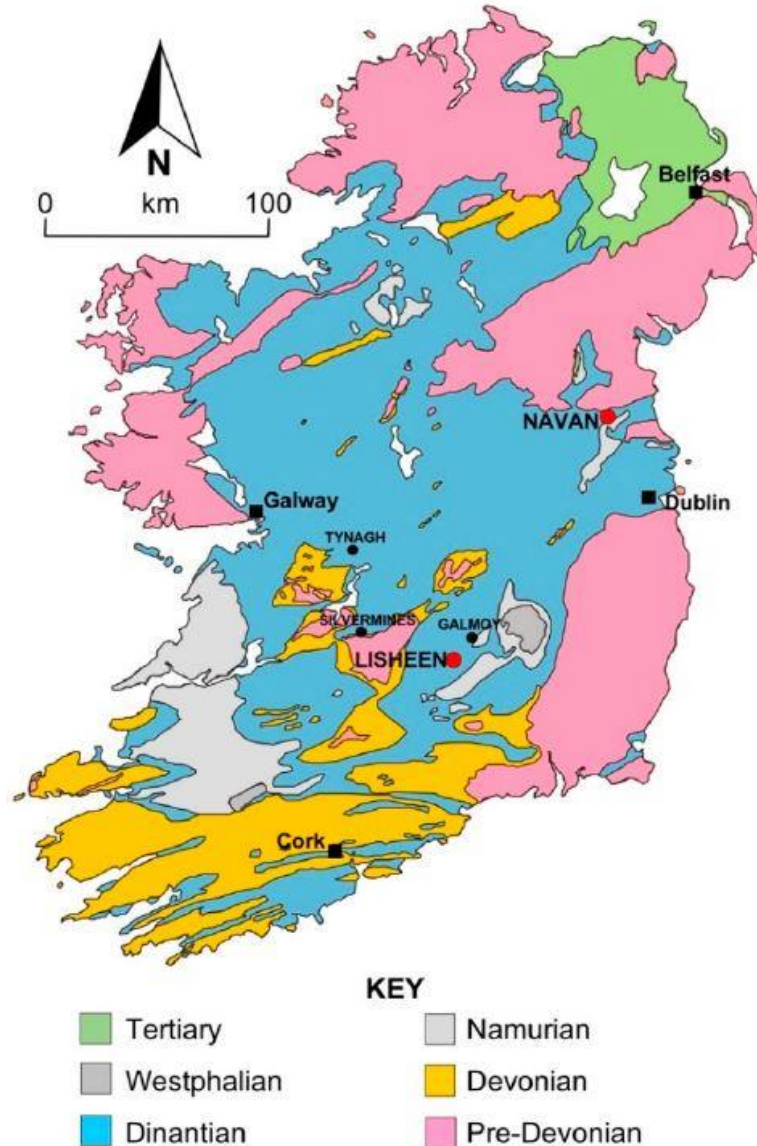 N
0 km 100
Belfast
NAVAN
Dublin
Galway
TYNAGH
SILVERMINES
GALMOY
LISHEEN
Cork
KEY
Tertiary
Namurian
Westphalian
Devonian
Dinantian
Pre-Devonian